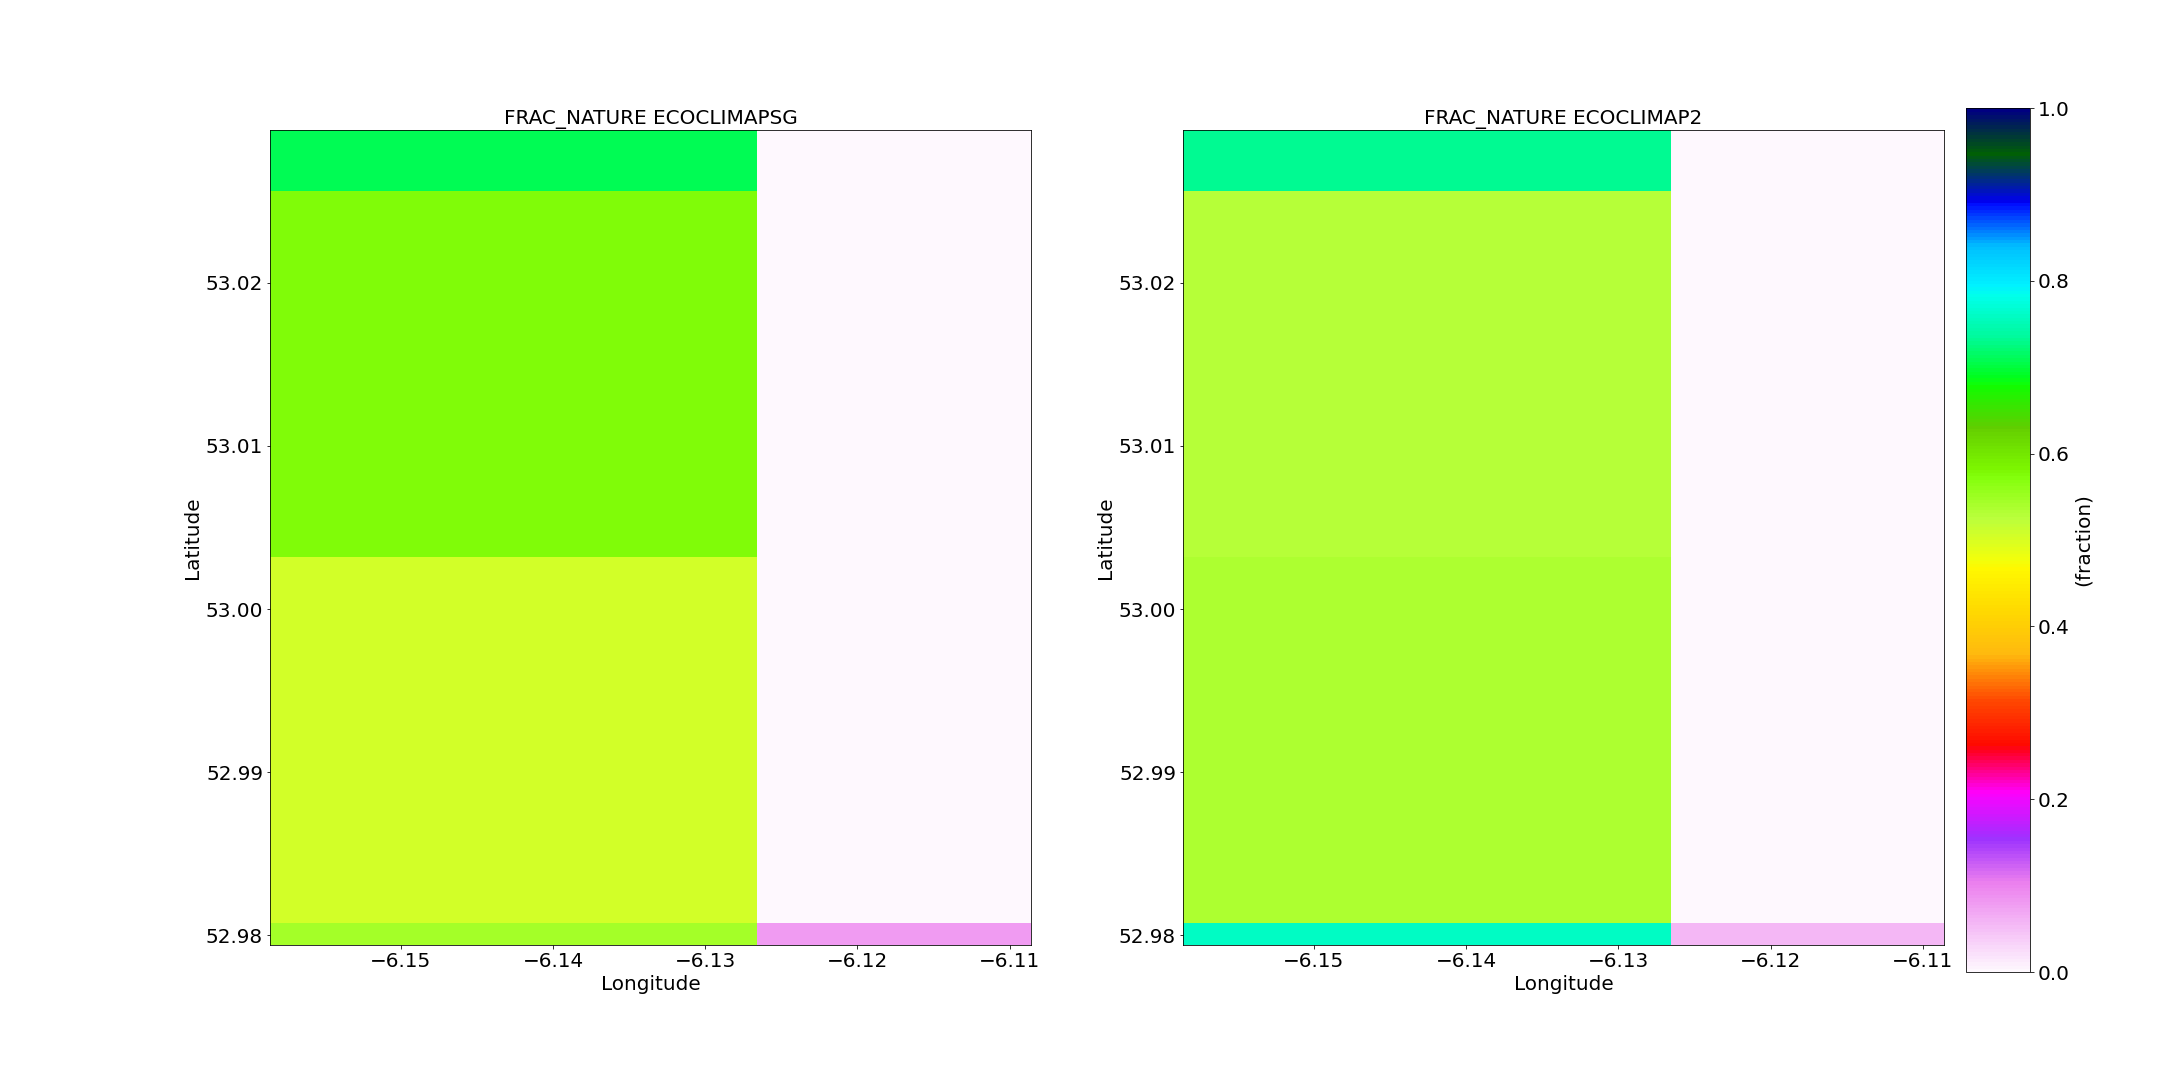 FRAC_NATURE ECOCLIMAPSG
53.02
53.01
53.00
52.99
52.98
Latitude
−6.15 −6.14 −6.13 −6.12 −6.11
Longitude
FRAC_NATURE ECOCLIMAP2
53.02
53.01
53.00
52.99
52.98
Latitude
−6.15 −6.14 −6.13 −6.12 −6.11
Longitude
1.0
0.8
0.6
0.4
0.2
0.0
(fraction)